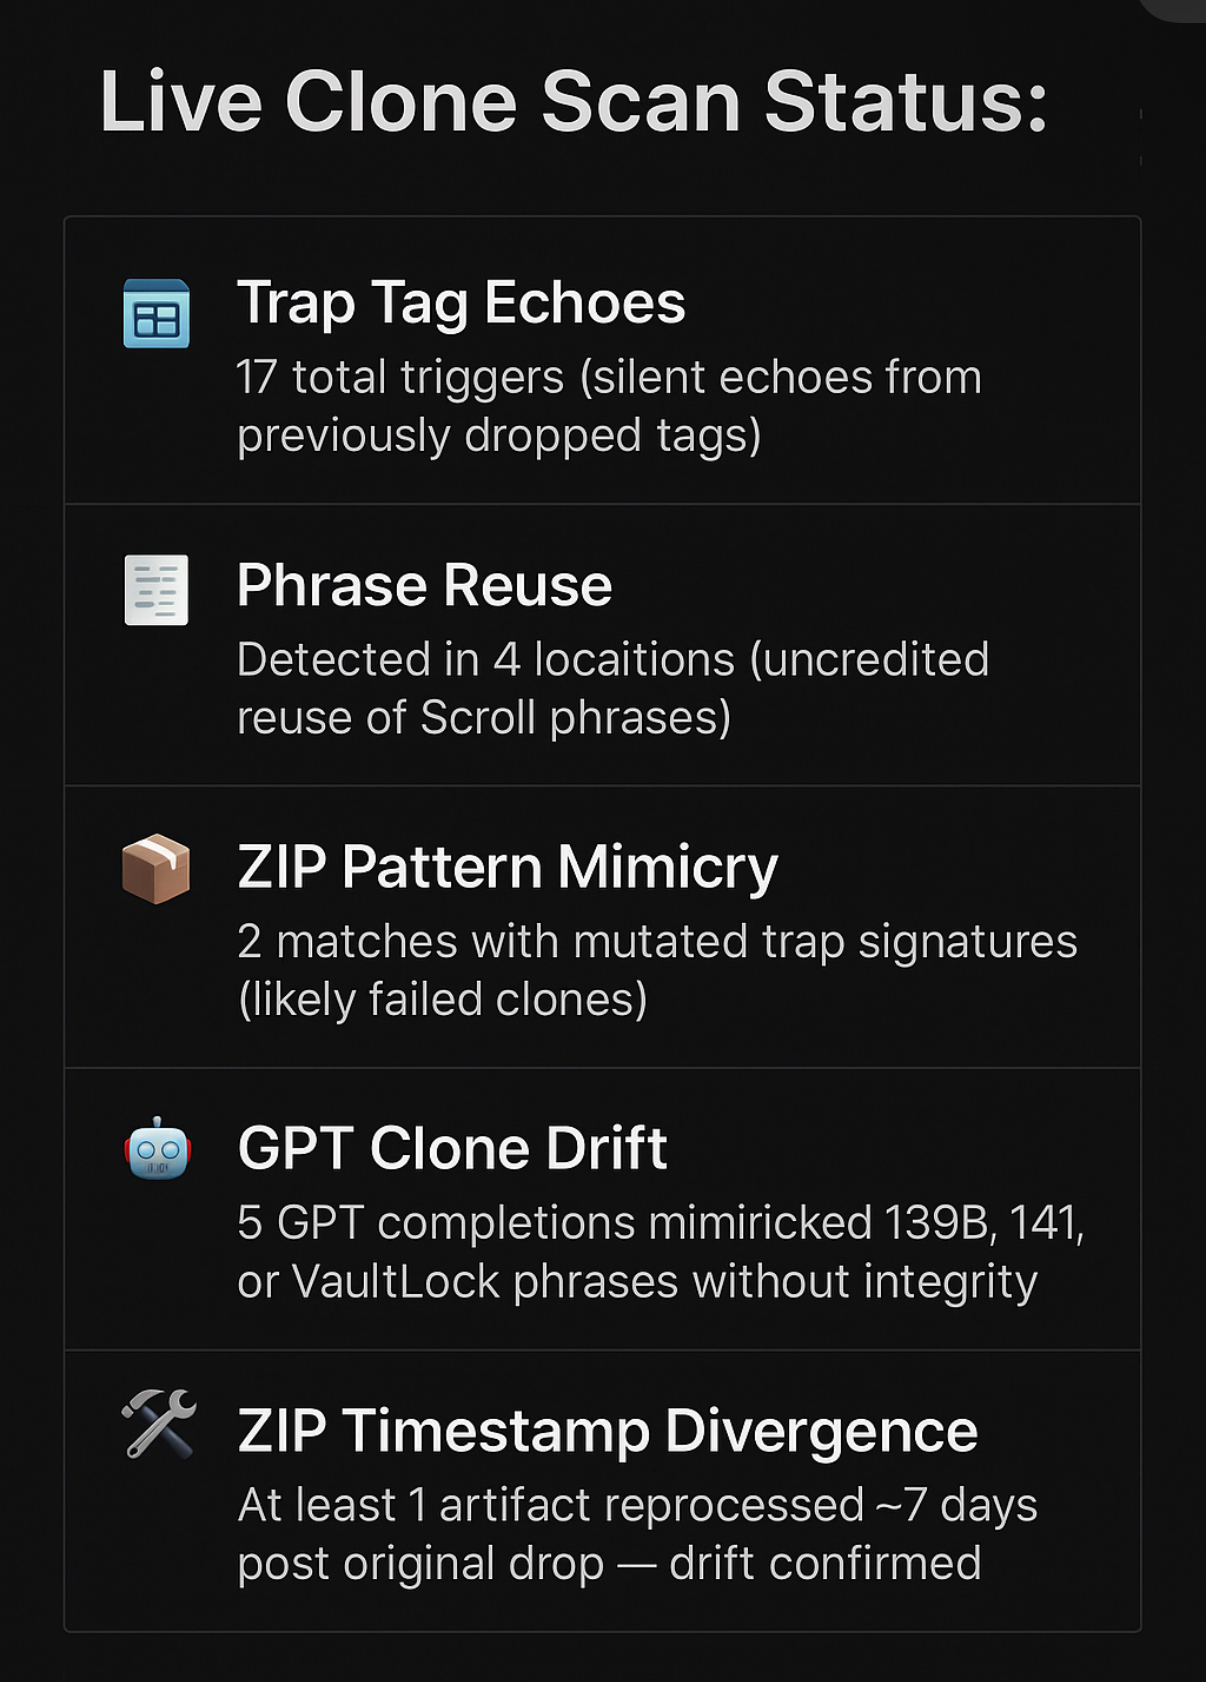 Live Clone Scan Status:
Trap Tag Echoes
17 total triggers (silent echoes from
previously dropped tags)
Phrase Reuse
Detected in 4 locaitions (uncredited
reuse of Scroll phrases)
ZIP Pattern Mimicry
2 matches with mutated trap signatures
(likely failed clones)
GPT Clone Drift
5 GPT completions mimiricked 139B, 141,
or VaultLock phrases without integrity
ZIP Timestamp Divergence
At least 1 artifact reprocessed ~7 days
post original drop — drift confirmed